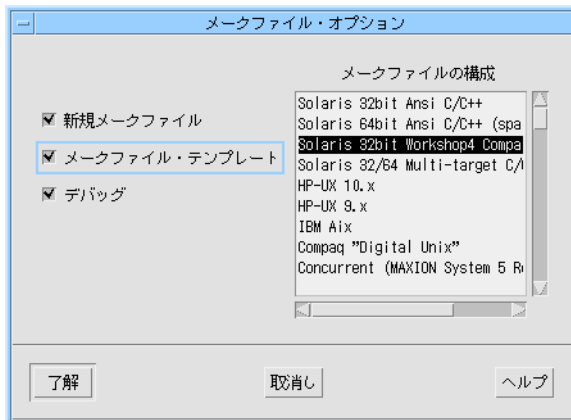 メークファイル・オプション
メークファイルの構成
新規メークファイル
メークファイル・テンプレート
デバッグ
Solaris 32bit Ansi C/C++
Solaris 64bit Ansi C/C++ (spa
Solaris 32bit Workshop4 Compa
Solaris 32/64 Multi-target C/
HP-UX 10.x
HP-UX 9.x
IBM Aix
Compaq "Digital Unix"
Concurrent (MAXION System 5 R
了解
取消し
ヘルプ